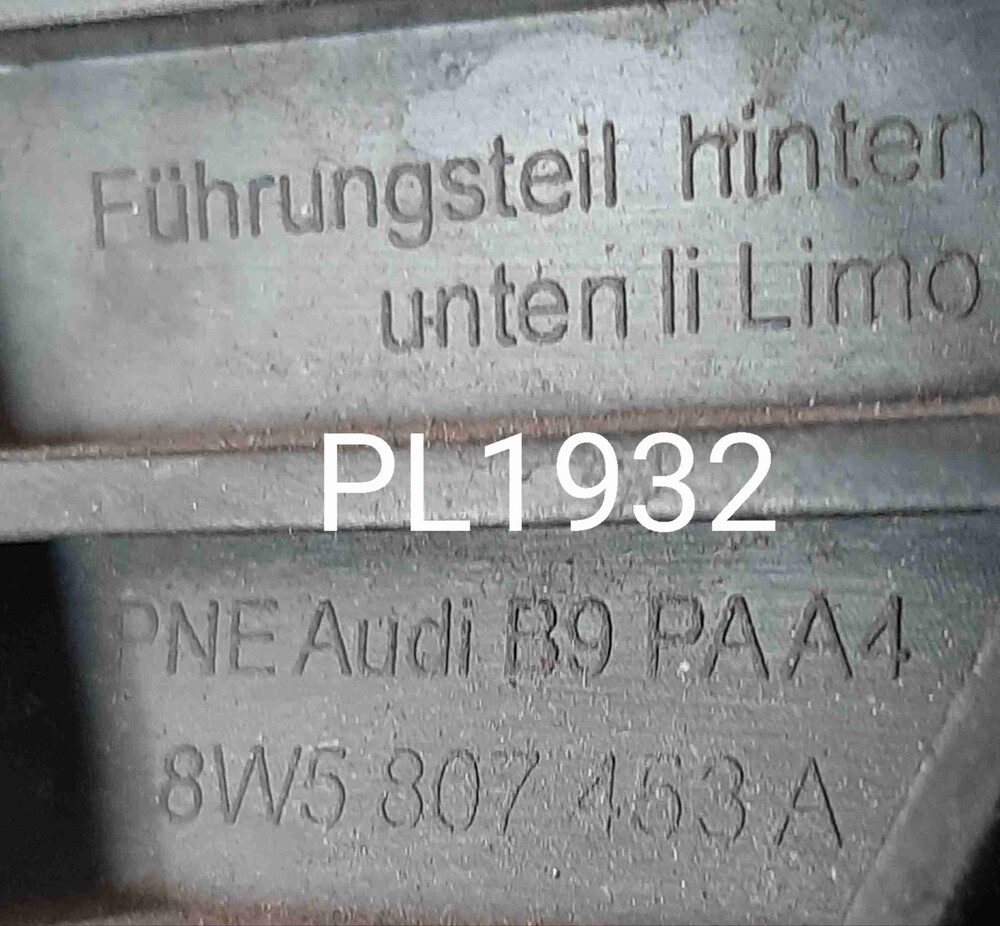 Führungsteil hinten
unten li Limo
PL1932
PNE Audi B9 PA A4
8W5 807 453 A